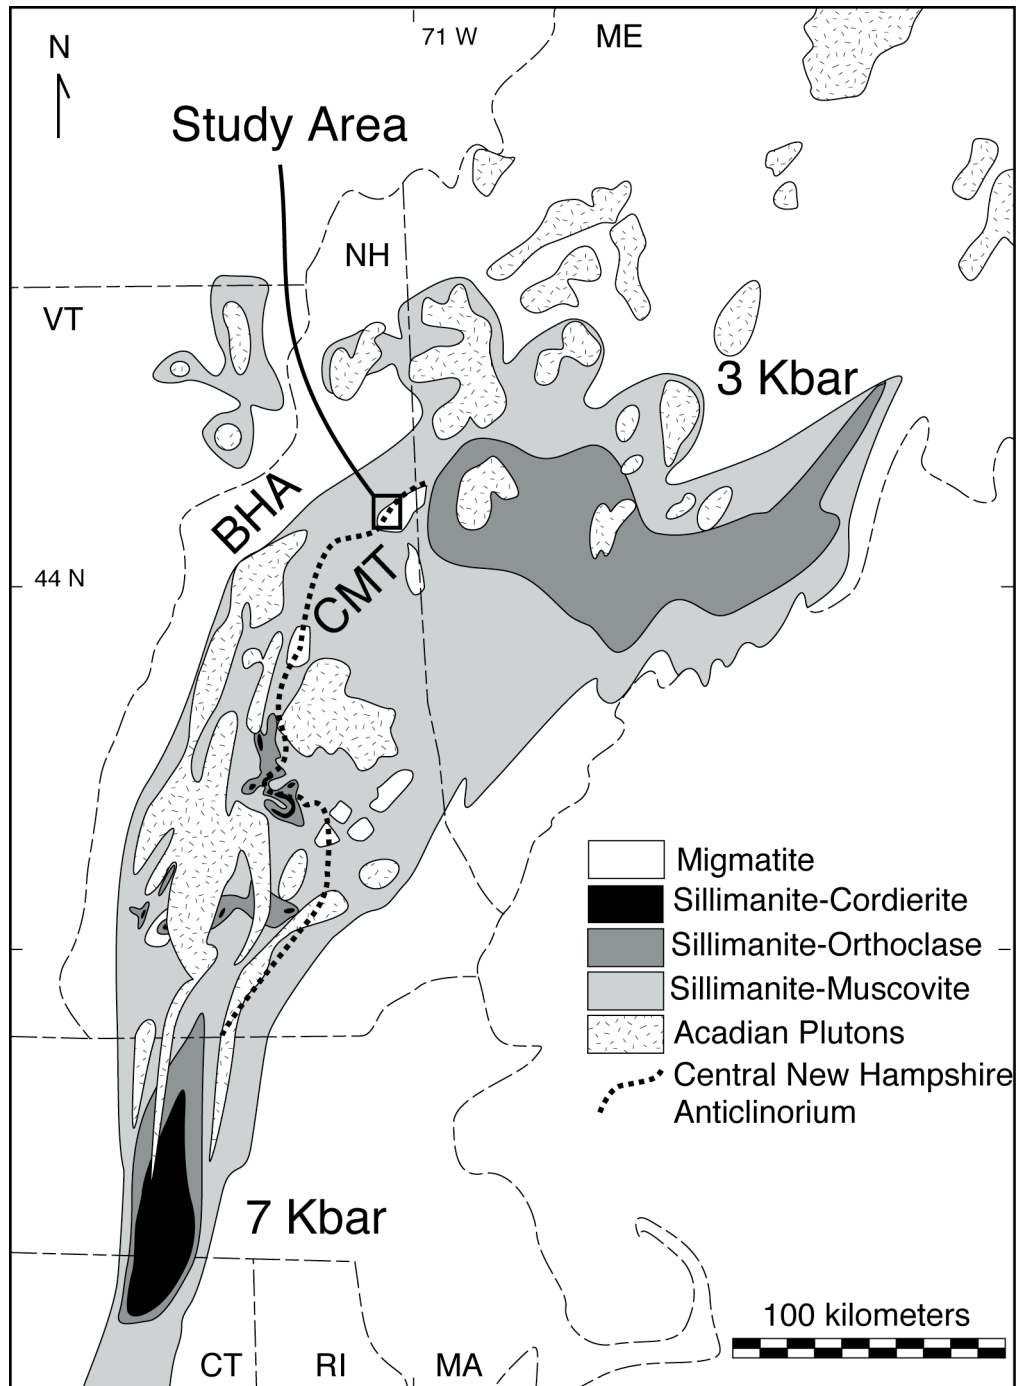 N
71 W
ME
Study Area
NH
VT
3 Kbar
BHA
44 N
CMT
Migmatite
Sillimanite-Cordierite
Sillimanite-Orthoclase
Sillimanite-Muscovite
Acadian Plutons
Central New Hampshire
Anticlinorium
7 Kbar
100 kilometers
CT
RI
MA